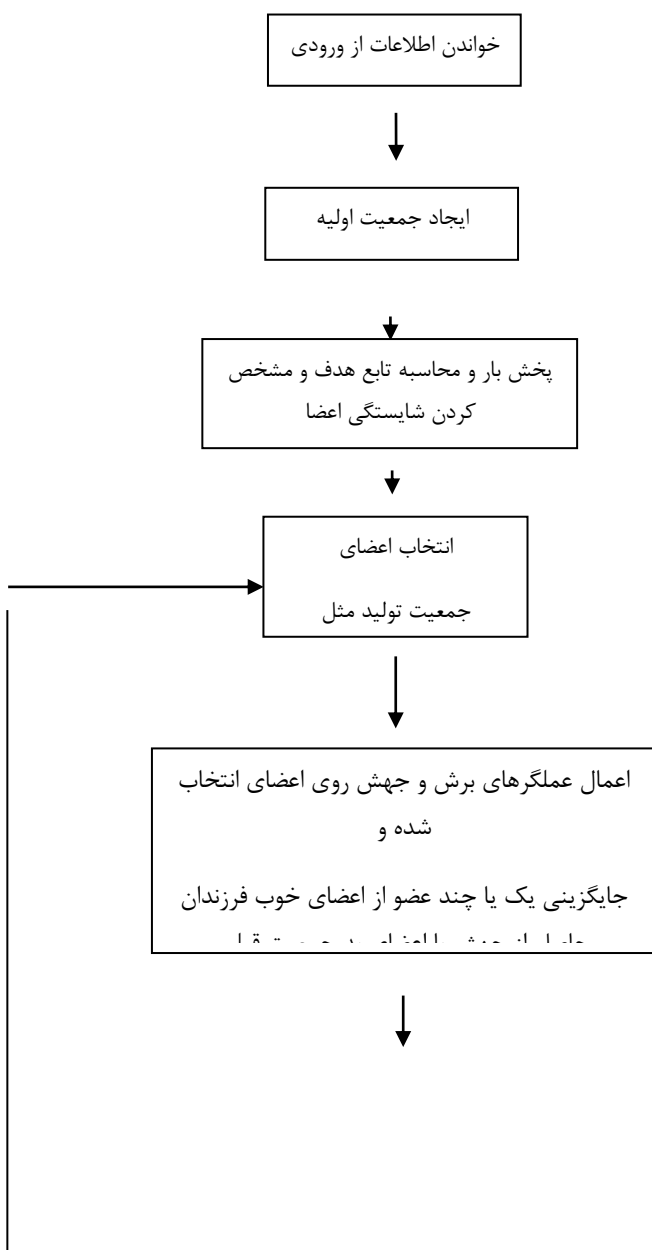 خواندن اطلاعات از ورودی
ایجاد جمعیت اولیه
پخش بار و محاسبه تابع هدف و مشخص
کردن شایستگی اعضا
انتخاب اعضای
جمعیت تولید مثل
اعمال عملگرهای برش و جهش روی اعضای انتخاب
شده و
جایگزینی یک یا چند عضو از اعضای خوب فرزندان